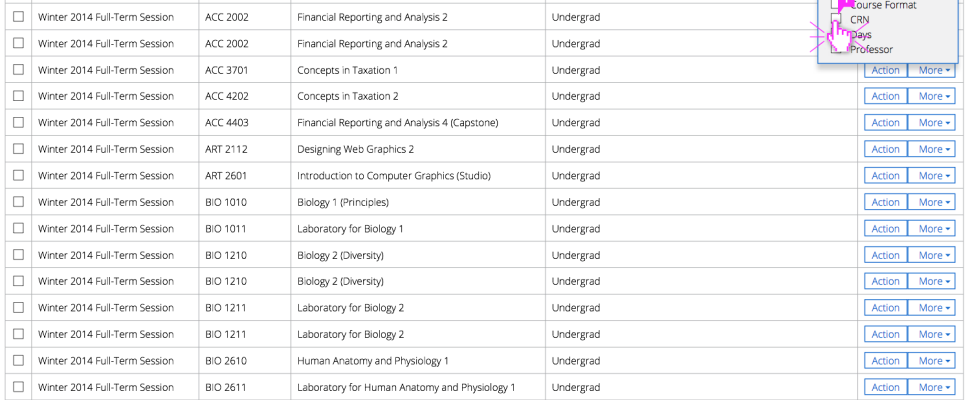 Course Format
Winter 2014 Full-Term Session ACC 2002 Financial Reporting and Analysis 2 Undergrad
CRN
Days
Winter 2014 Full-Term Session ACC 2002 Financial Reporting and Analysis 2 Undergrad
Professor
Winter 2014 Full-Term Session ACC 3701 Concepts in Taxation 1 Undergrad Action More
Winter 2014 Full-Term Session ACC 4202 Concepts in Taxation 2 Undergrad Action More
Winter 2014 Full-Term Session ACC 4403 Financial Reporting and Analysis 4 (Capstone) Undergrad Action More
Winter 2014 Full-Term Session ART 2112 Designing Web Graphics 2 Undergrad Action More
Winter 2014 Full-Term Session ART 2601 Introduction to Computer Graphics (Studio) Undergrad Action More
Winter 2014 Full-Term Session BIO 1010 Biology 1 (Principles) Undergrad Action More
Winter 2014 Full-Term Session BIO 1011 Laboratory for Biology 1 Undergrad Action More
Winter 2014 Full-Term Session BIO 1210 Biology 2 (Diversity) Undergrad Action More
Winter 2014 Full-Term Session BIO 1210 Biology 2 (Diversity) Undergrad Action More
Winter 2014 Full-Term Session BIO 1211 Laboratory for Biology 2 Undergrad Action More
Winter 2014 Full-Term Session BIO 1211 Laboratory for Biology 2 Undergrad Action More
Winter 2014 Full-Term Session BIO 2610 Human Anatomy and Physiology 1 Undergrad Action More
Winter 2014 Full-Term Session BIO 2611 Laboratory for Human Anatomy and Physiology 1 Undergrad Action More